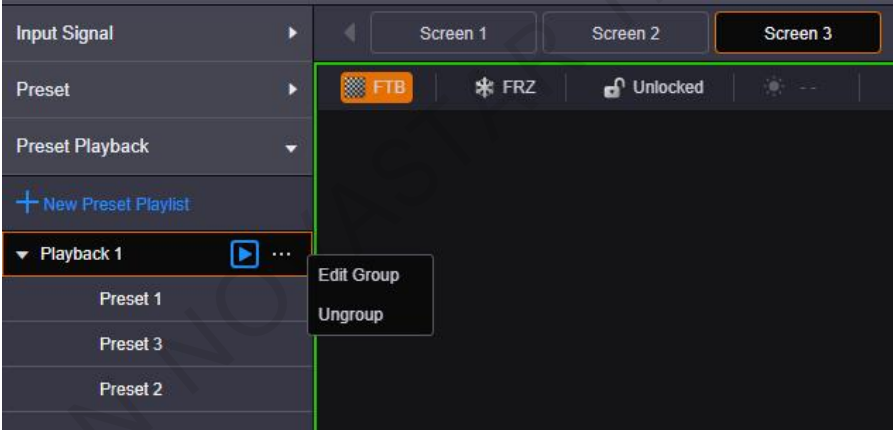 Input Signal
Screen 1
Screen 2
Screen 3
Preset
FTB
FRZ
Unlocked
--
Preset Playback
New Preset Playlist
Playback 1
...
Edit Group
Preset 1
Ungroup
Preset 3
Preset 2